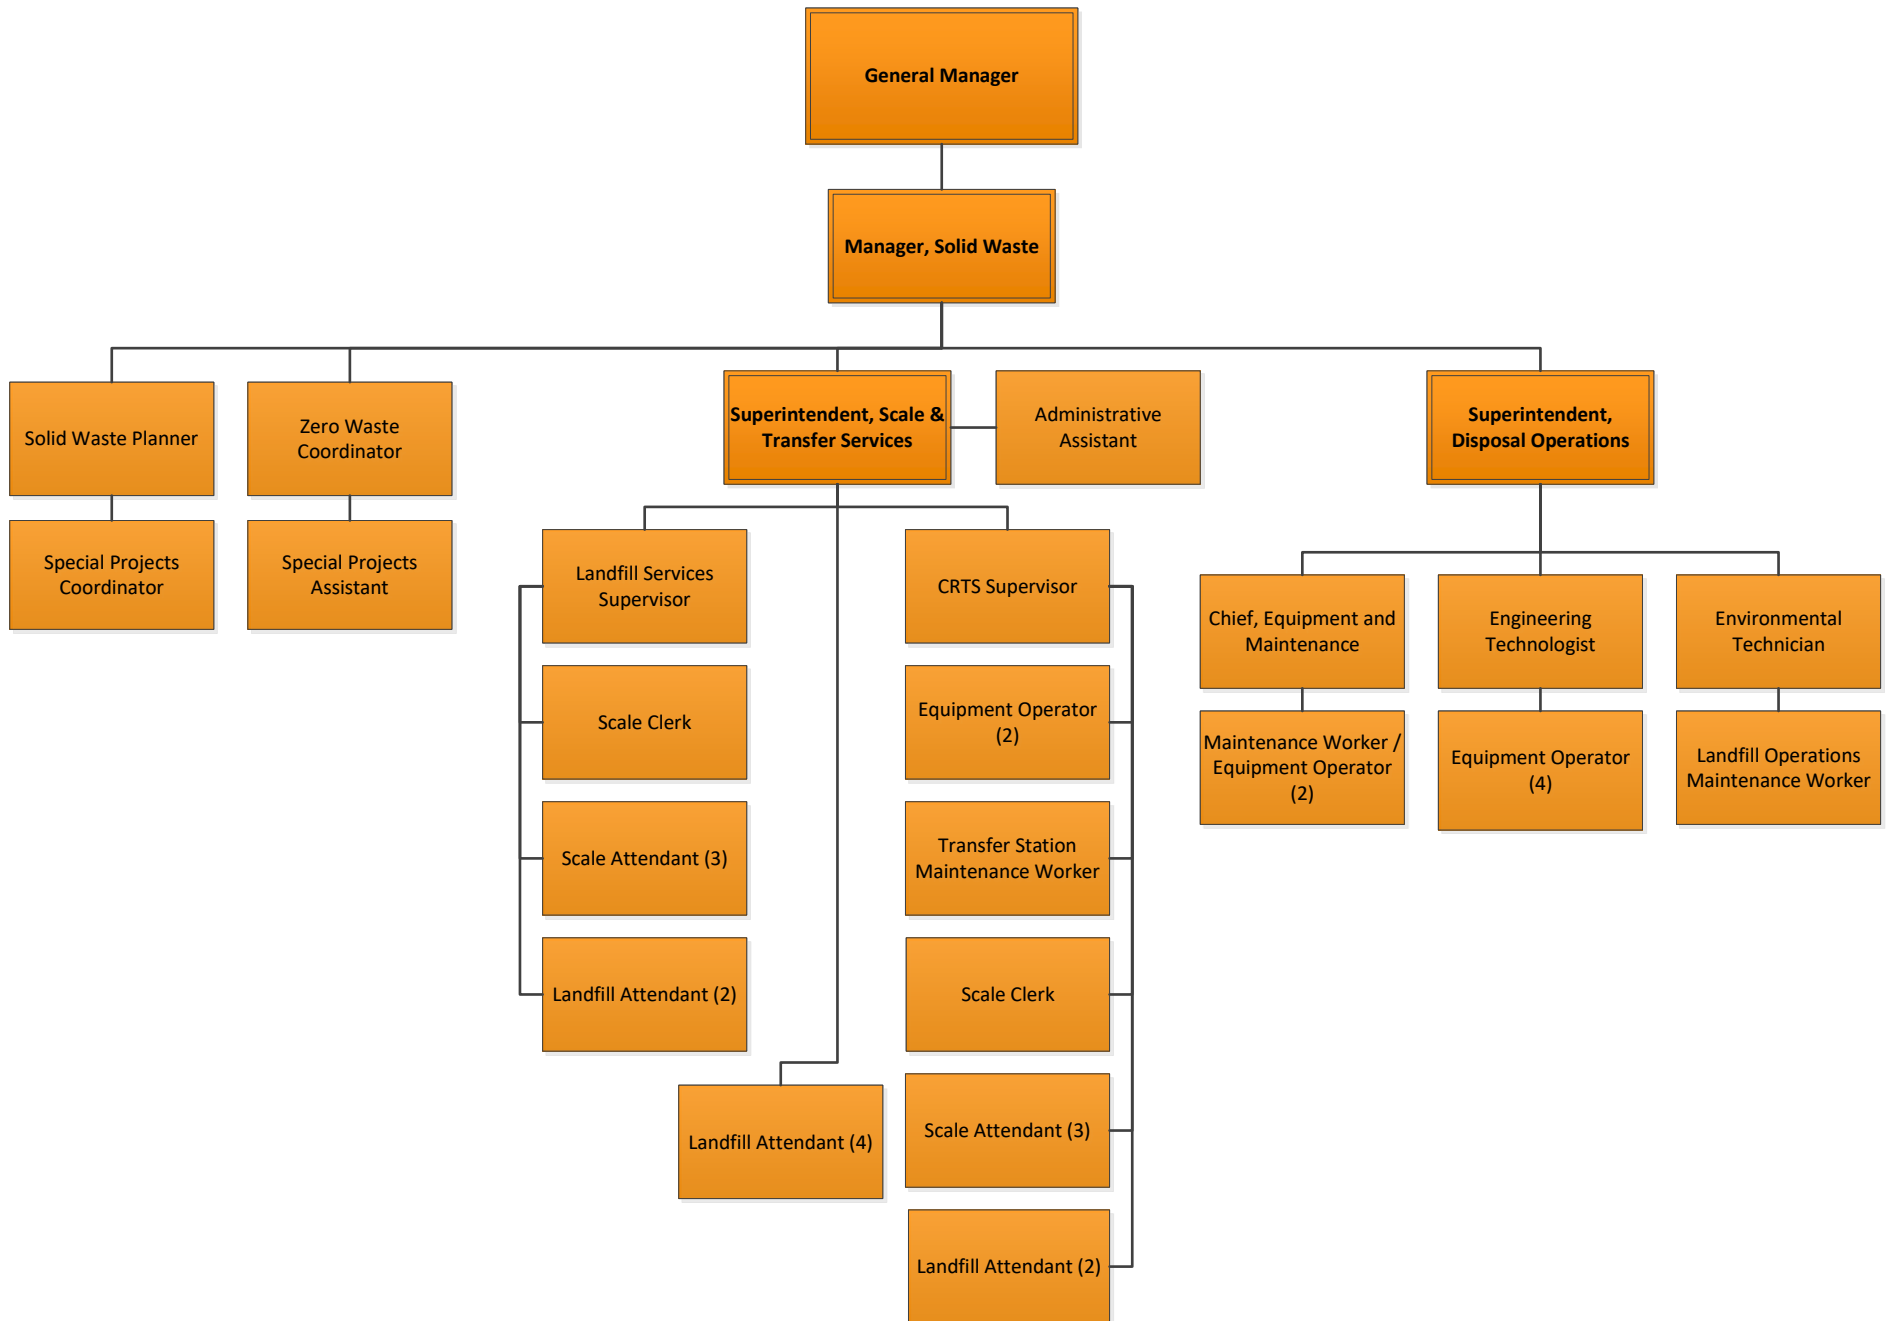 General Manager
Manager, Solid Waste
Solid Waste Planner
Zero Waste
Coordinator
Superintendent, Scale &
Transfer Services
Administrative
Assistant
Superintendent,
Disposal Operations
Special Projects
Coordinator
Special Projects
Assistant
Landfill Services
Supervisor
CRTS Supervisor
Chief, Equipment and
Maintenance
Engineering
Technologist
Environmental
Technician
Scale Clerk
Equipment Operator
(2)
Maintenance Worker /
Equipment Operator
(2)
Equipment Operator
(4)
Landfill Operations
Maintenance Worker
Scale Attendant (3)
Transfer Station
Maintenance Worker
Landfill Attendant (2)
Scale Clerk
Landfill Attendant (4)
Scale Attendant (3)
Landfill Attendant (2)